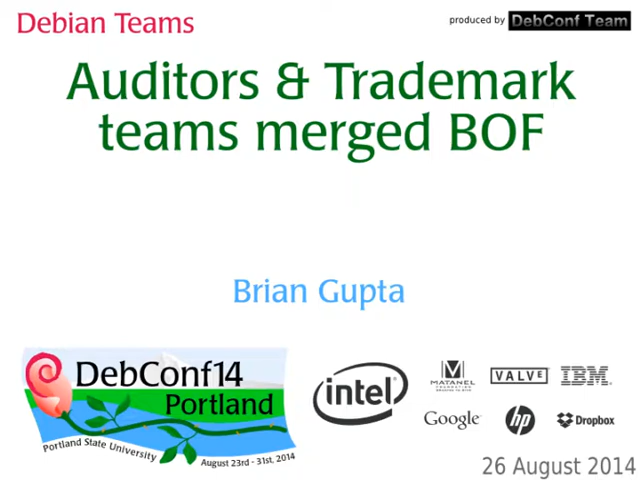 Debian Teams
produced by DebConf Team
Auditors & Trademark
teams merged BOF
Brian Gupta
DebConf14
Portland
Portland State University
August 23rd - 31st, 2014
intel
MATANEL
FOUNDATION
VALVE
IBM
Google
hp
Dropbox
26 August 2014